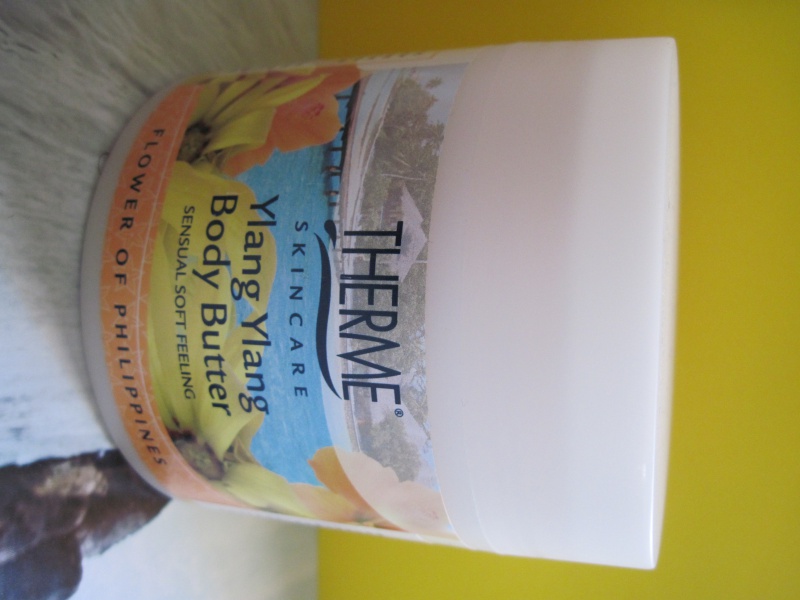 THERME®
SKINCARE
Ylang Ylang
Body Butter
SENSUAL SOFT FEELING
FLOWER OF PHILIPPINES